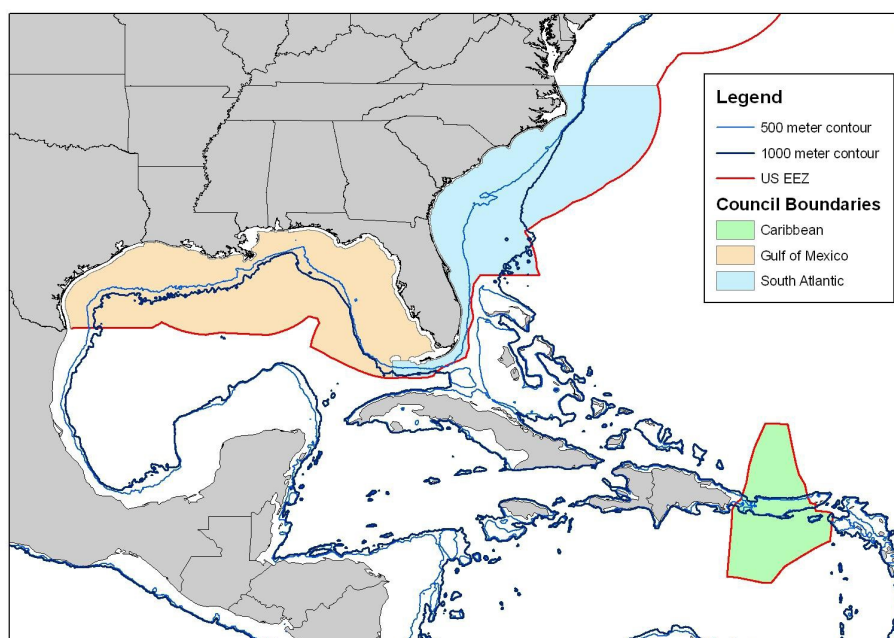 Legend
500 meter contour
1000 meter contour
US EEZ
Council Boundaries
Caribbean
Gulf of Mexico
South Atlantic